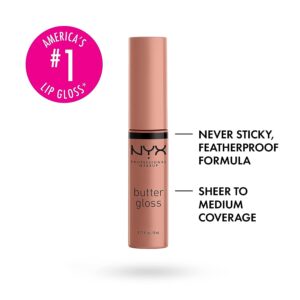 AMERICA'S
#1
LIP GLOSS*
NYX
PROFESSIONAL MAKEUP
butter
gloss
NEVER STICKY,
FEATHERPROOF
FORMULA
SHEER TO
MEDIUM
COVERAGE